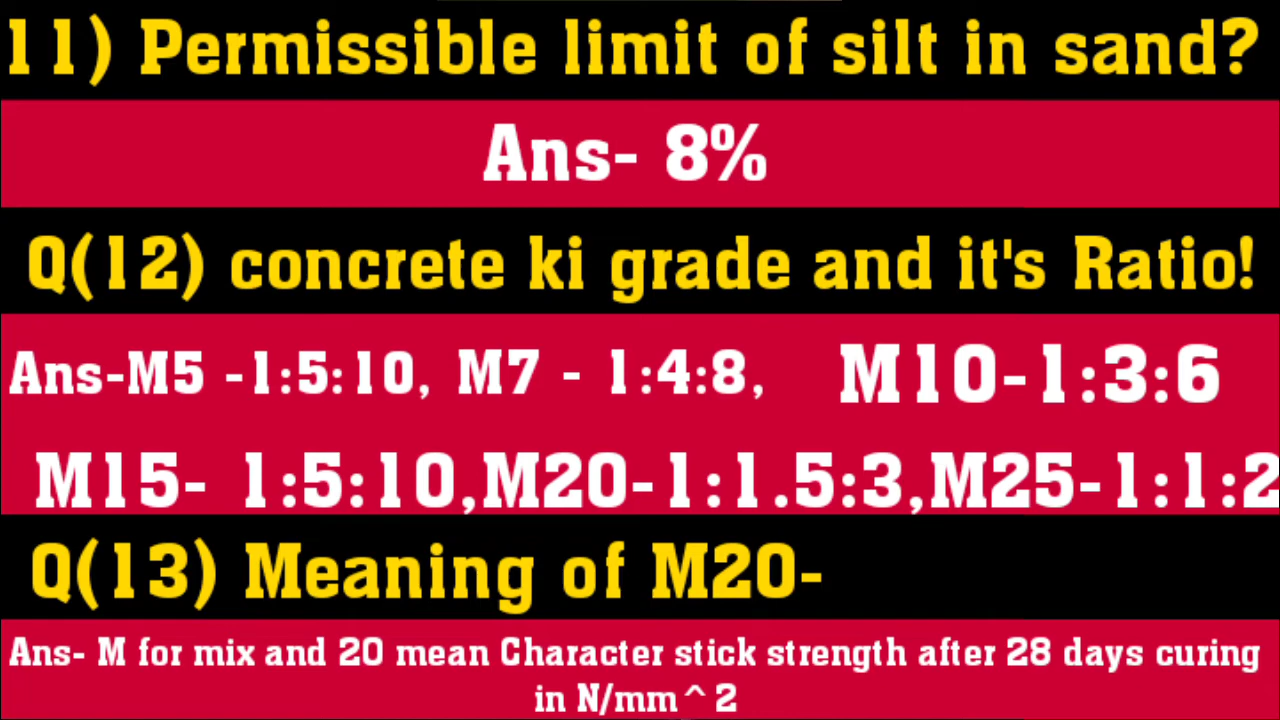 11) Permissible limit of silt in sand?
Ans- 8%
Q(12) concrete ki grade and it's Ratio!
Ans-M5 -1:5:10, M7 - 1:4:8, M10-1:3:6
M15- 1:5:10,M20-1:1.5:3,M25-1:1:2
Q(13) Meaning of M20-
Ans- M for mix and 20 mean Character stick strength after 28 days curing
in N/mm^2